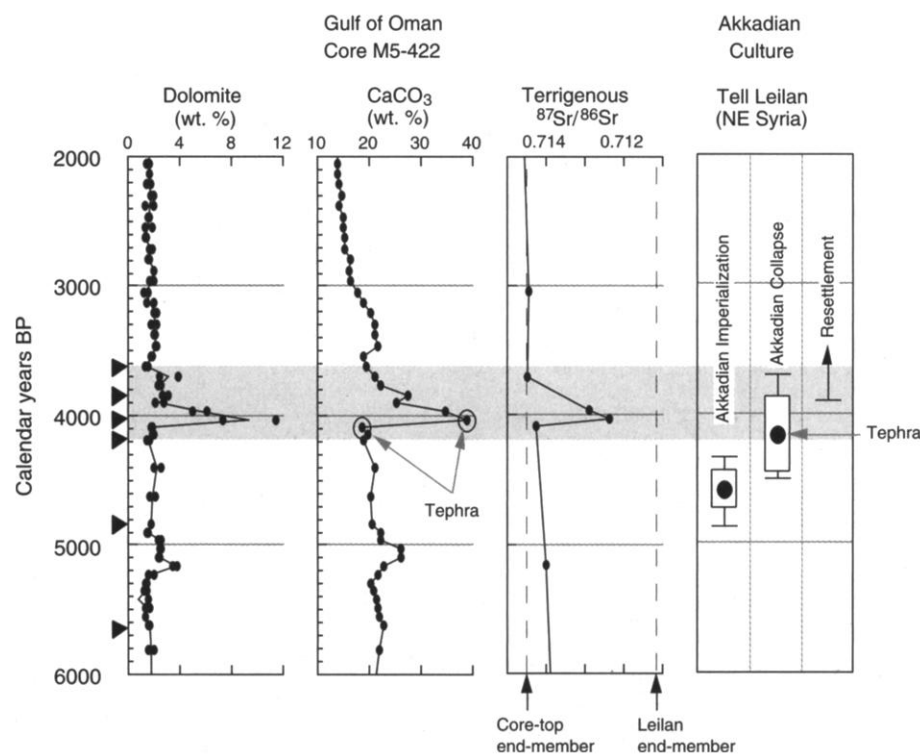 Gulf of Oman
Core M5-422
Akkadian
Culture
Dolomite
(wt. %)
CaCO3
(wt. %)
Terrigenous
87Sr/86Sr
Tell Leilan
(NE Syria)
0 4 8 12
10 20 30 40
0.714 0.712
2000
3000
4000
5000
6000
Calendar years BP
Tephra
Akkadian Imperialization
Akkadian Collapse
Resettlement
Tephra
Core-top
end-member
Leilan
end-member